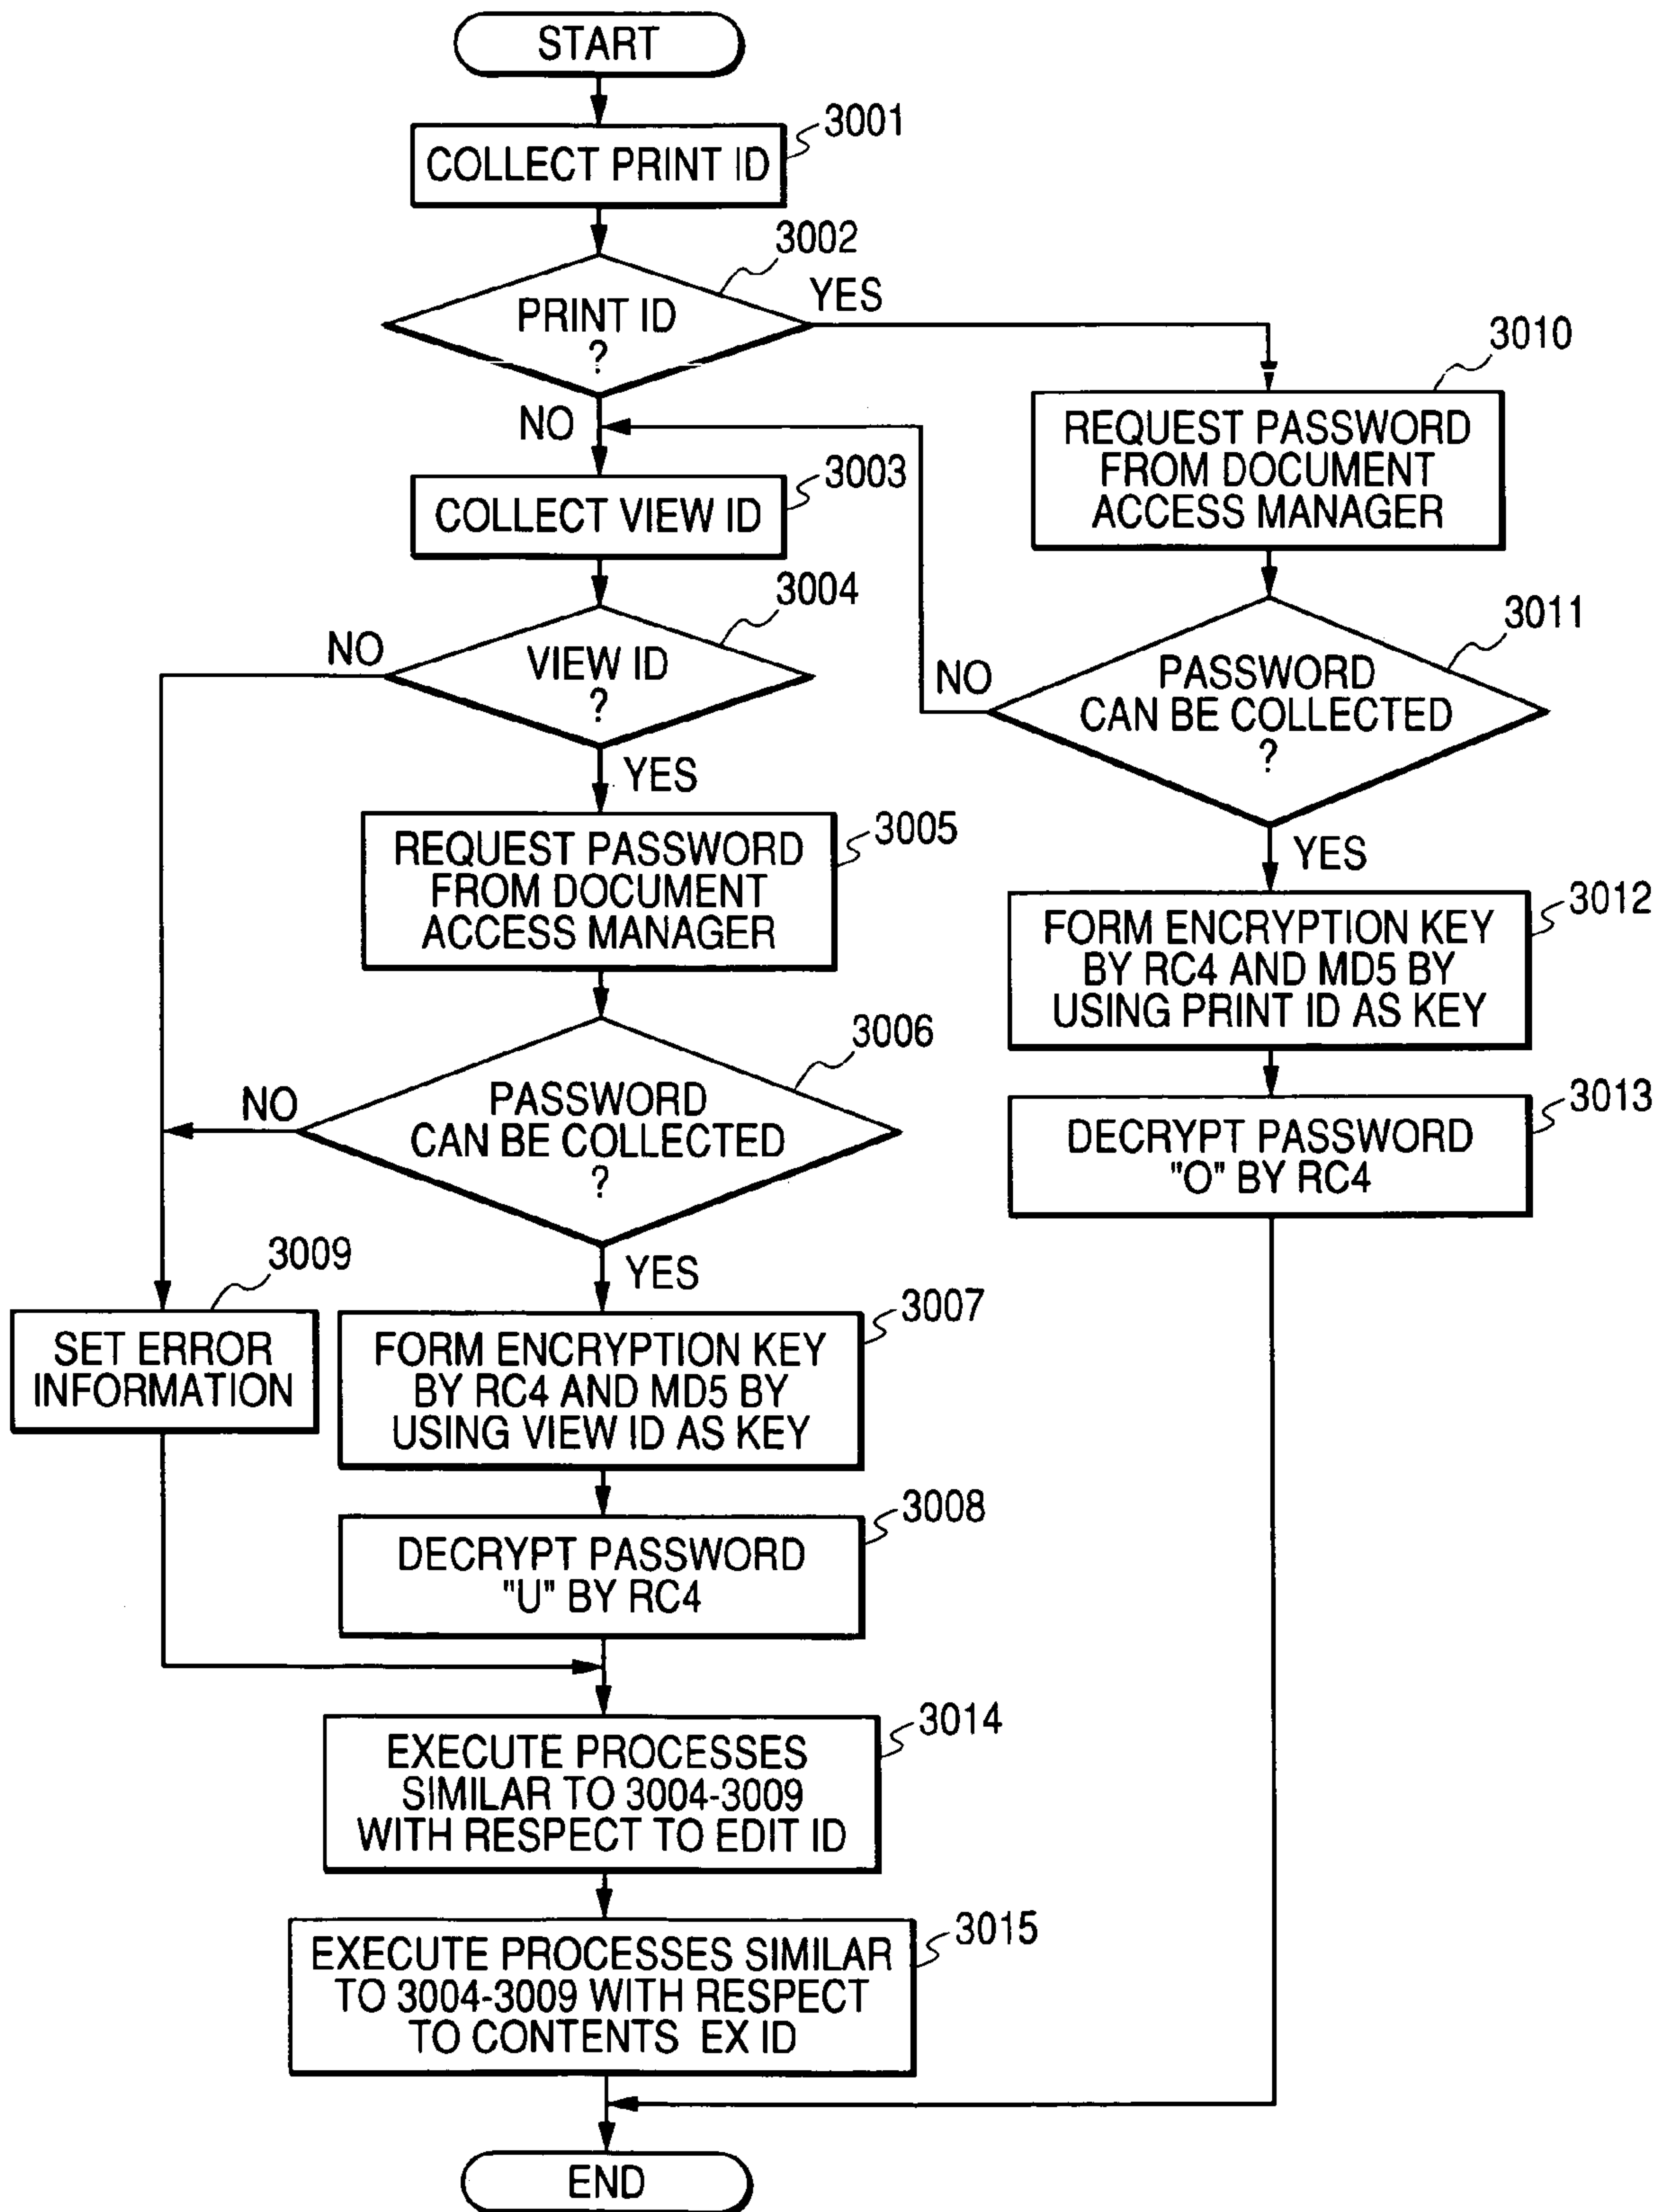 START
3001
COLLECT PRINT ID
3002
PRINT ID
?
YES
NO
3010
REQUEST PASSWORD
FROM DOCUMENT
ACCESS MANAGER
3003
COLLECT VIEW ID
3004
VIEW ID
?
NO
YES
3011
PASSWORD
CAN BE COLLECTED
?
NO
YES
3005
REQUEST PASSWORD
FROM DOCUMENT
ACCESS MANAGER
3012
FORM ENCRYPTION KEY
BY RC4 AND MD5 BY
USING PRINT ID AS KEY
3006
PASSWORD
CAN BE COLLECTED
?
NO
YES
3013
DECRYPT PASSWORD
"O" BY RC4
3009
SET ERROR
INFORMATION
3007
FORM ENCRYPTION KEY
BY RC4 AND MD5 BY
USING VIEW ID AS KEY
3008
DECRYPT PASSWORD
"U" BY RC4
3014
EXECUTE PROCESSES
SIMILAR TO 3004-3009
WITH RESPECT TO EDIT ID
3015
EXECUTE PROCESSES SIMILAR
TO 3004-3009 WITH RESPECT
TO CONTENTS EX ID
END